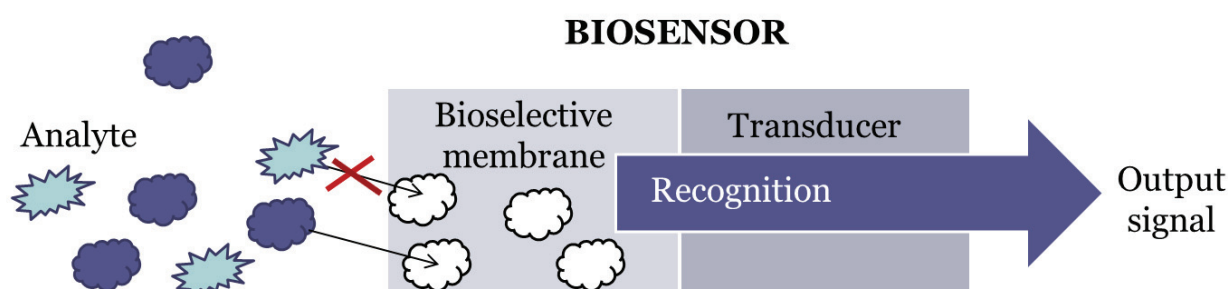 BIOSENSOR
Analyte
Bioselective
membrane
Transducer
Recognition
Output
signal